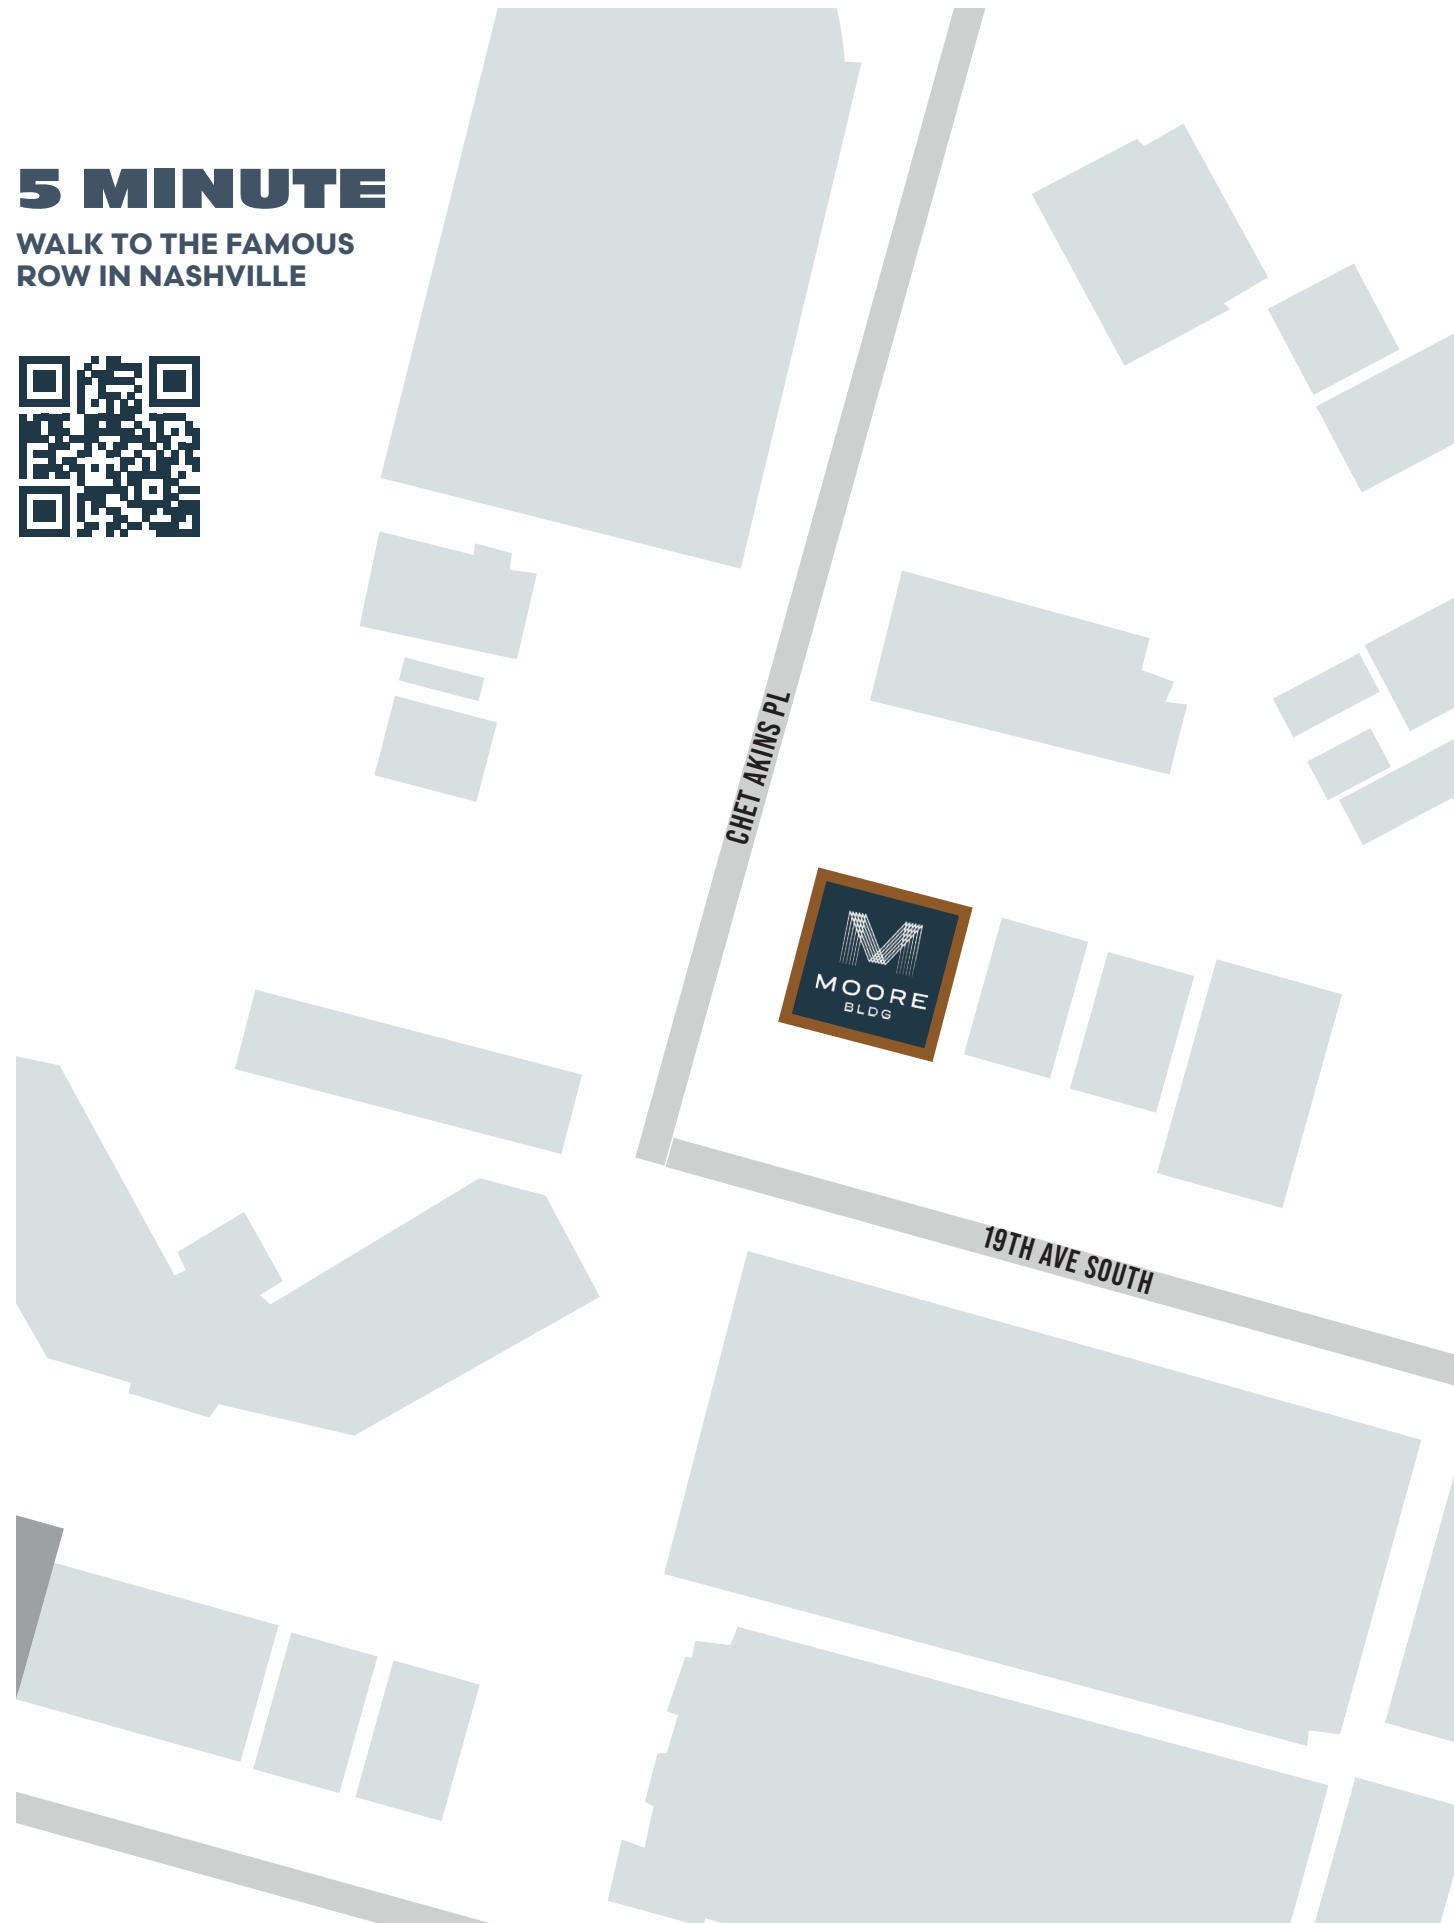 5 MINUTE
WALK TO THE FAMOUS
ROW IN NASHVILLE
CHET AKINS PL
MOORE
BLDG
19TH AVE SOUTH